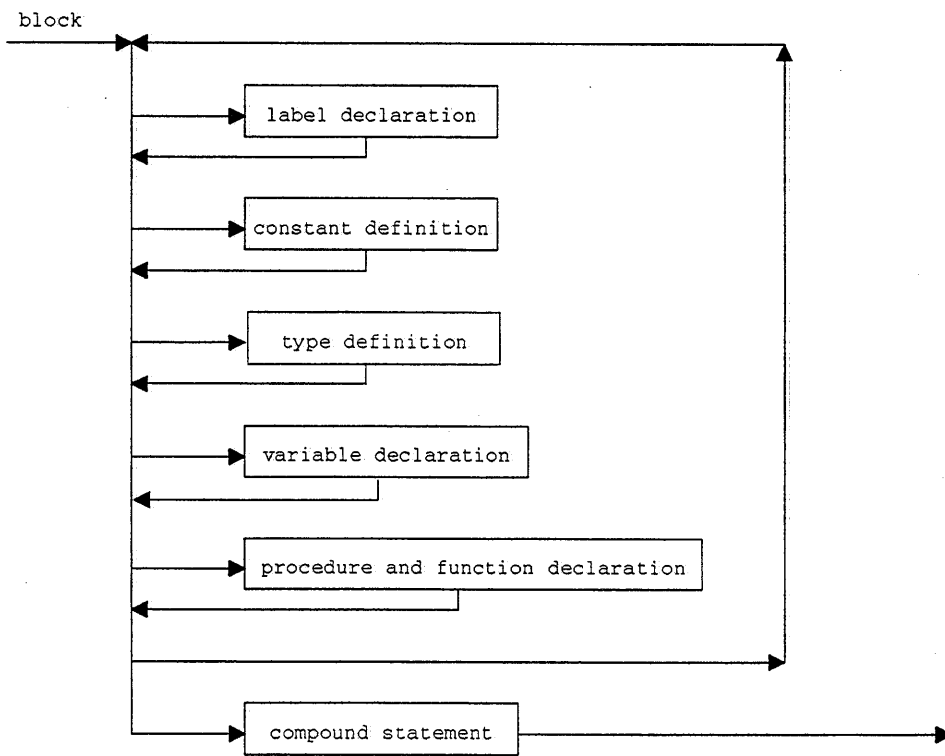 block
label declaration
constant definition
type definition
variable declaration
procedure and function declaration
compound statement